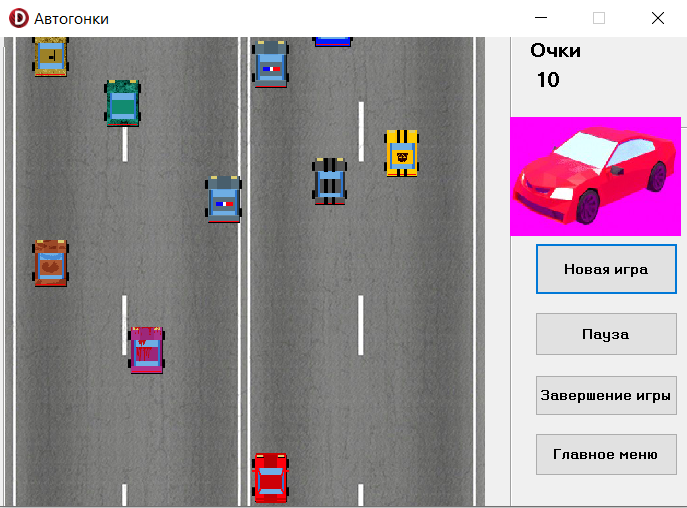 Автогонки
Очки
10
Новая игра
Пауза
Завершение игры
Главное меню